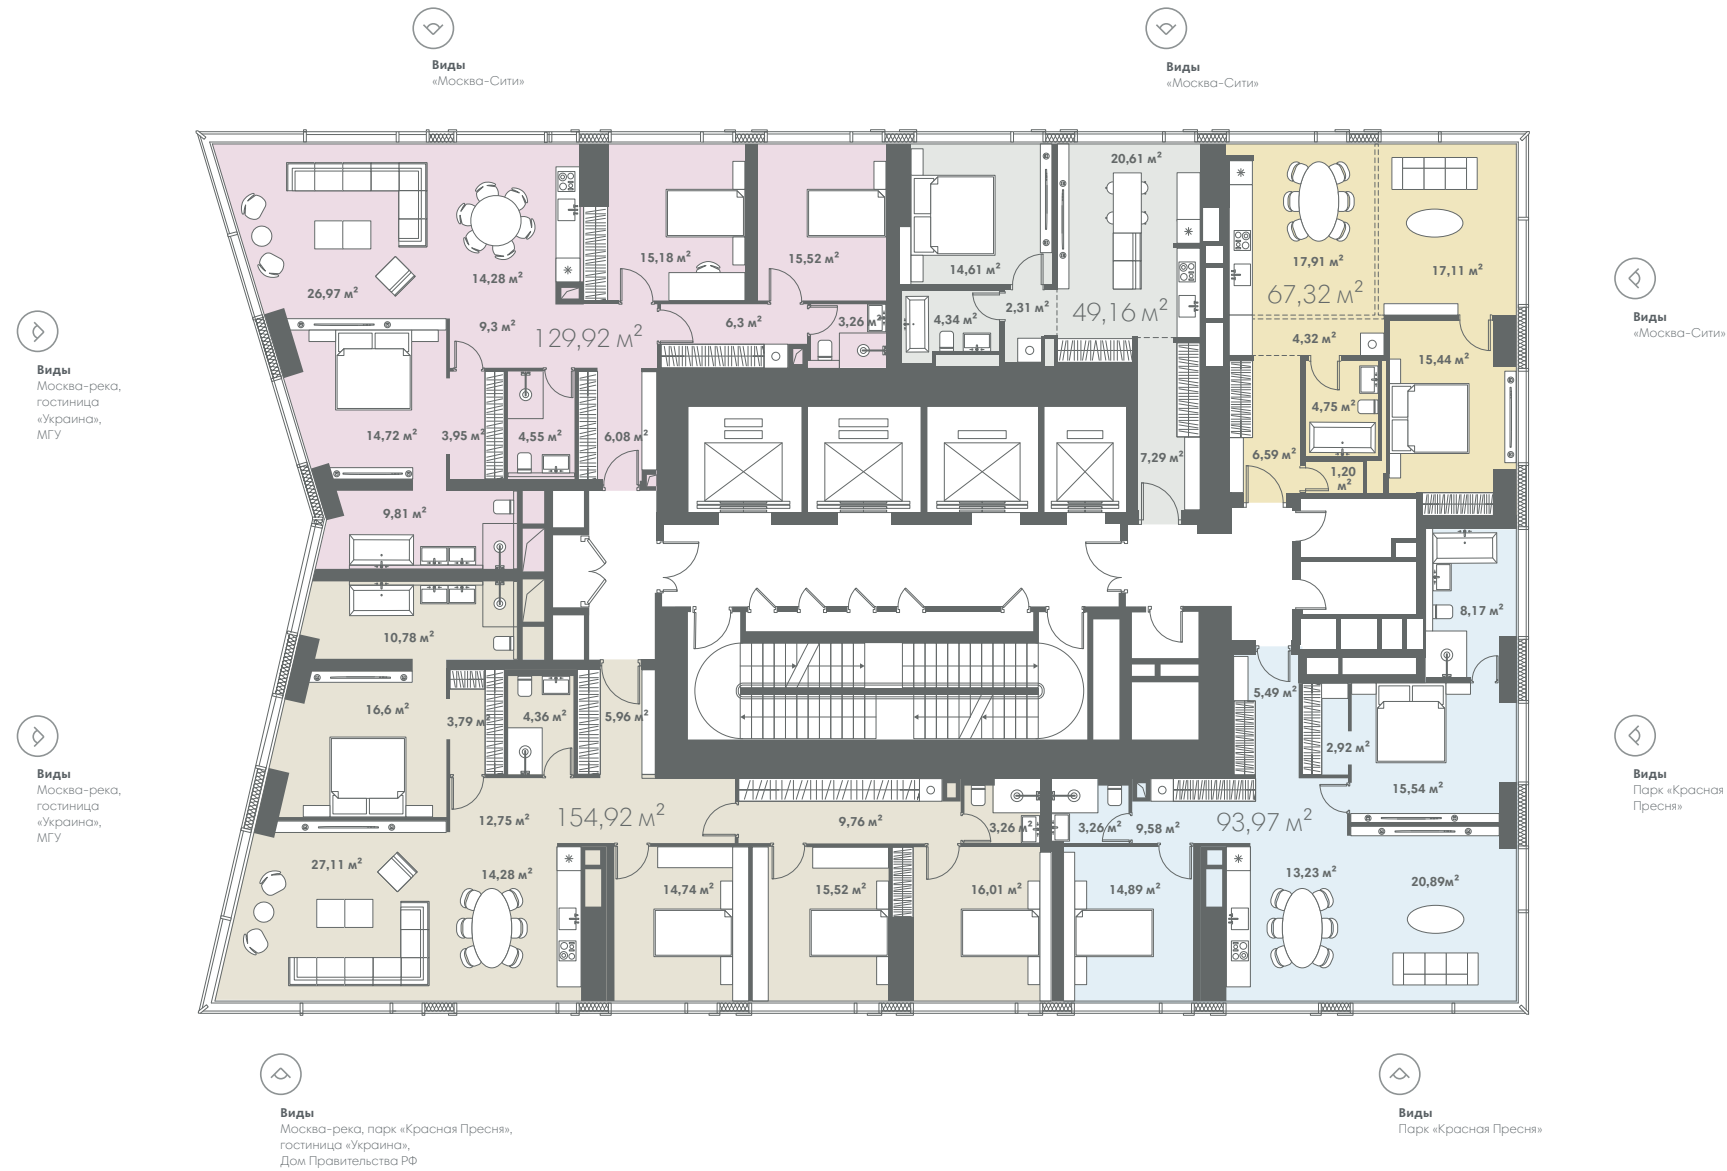 Виды
«Москва-Сити»
Виды
«Москва-Сити»
20,61 м²
15,18 м²
15,52 м²
14,61 м²
17,91 м²
17,11 м²
14,28 м²
26,97 м²
67,32 м²
2,31 м²
49,16 м²
4,34 м²
3,26 м²
6,3 м²
9,3 м²
129,92 м²
4,32 м²
15,44 м²
Виды
Москва-река,
гостиница
«Украина»,
МГУ
Виды
«Москва-Сити»
4,75 м²
14,72 м²
3,95 м²
4,55 м²
6,08 м²
7,29 м²
6,59 м²
1,20
м²
9,81 м²
8,17 м²
10,78 м²
5,49 м²
16,6 м²
3,79 м²
4,36 м²
5,96 м²
2,92 м²
15,54 м²
Виды
Москва-река,
гостиница
«Украина»,
МГУ
Виды
Парк «Красная
Пресня»
12,75 м²
154,92 м²
9,76 м²
3,26 м²
3,26 м²
9,58 м²
93,97 м²
27,11 м²
14,28 м²
14,74 м²
15,52 м²
16,01 м²
14,89 м²
13,23 м²
20,89м²
Виды
Москва-река, парк «Красная Пресня»,
гостиница «Украина»,
Дом Правительства РФ
Виды
Парк «Красная Пресня»